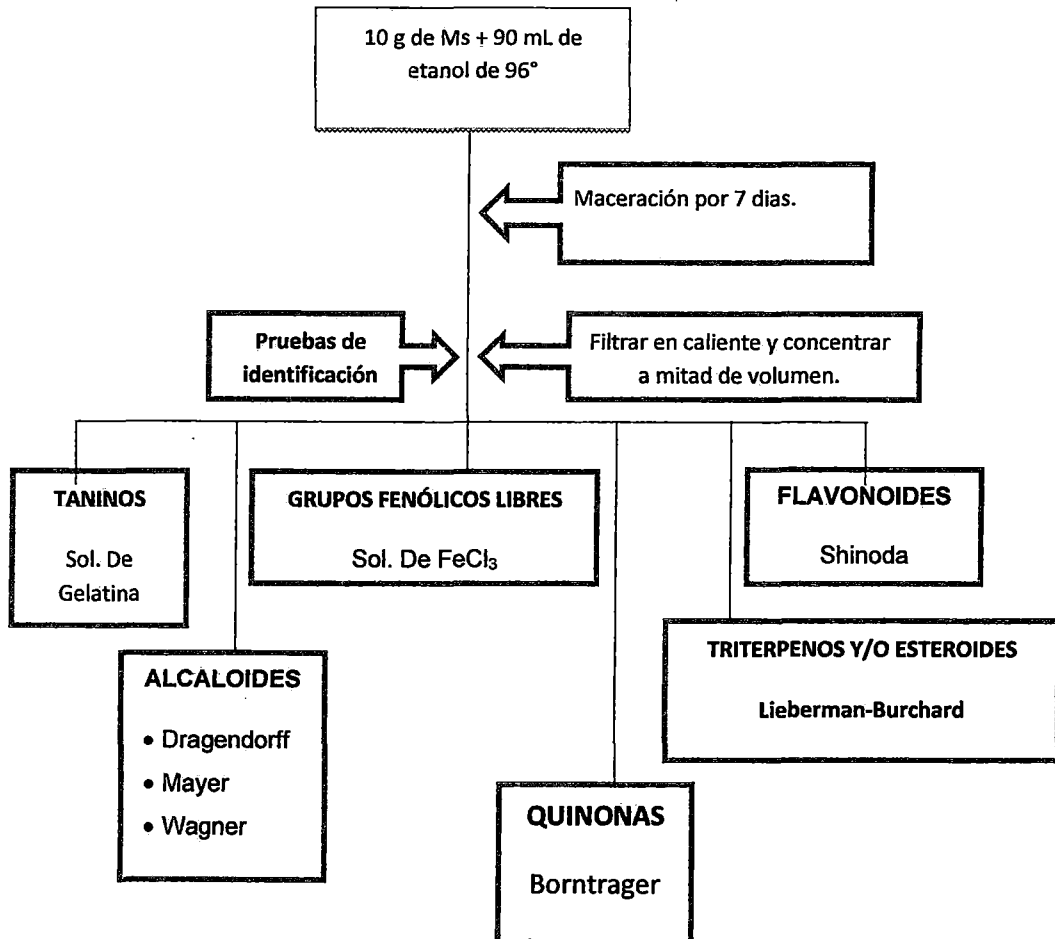 10 g de Ms + 90 mL de
etanol de 96°
Maceración por 7 dias.
Pruebas de
identificación
Filtrar en caliente y concentrar
a mitad de volumen.
TANINOS
Sol. De
Gelatina
GRUPOS FENÓLICOS LIBRES
Sol. De FeCl₃
FLAVONOIDES
Shinoda
ALCALOIDES
• Dragendorff
• Mayer
• Wagner
TRITERPENOS Y/O ESTEROIDES
Lieberman-Burchard
QUINONAS
Borntrager